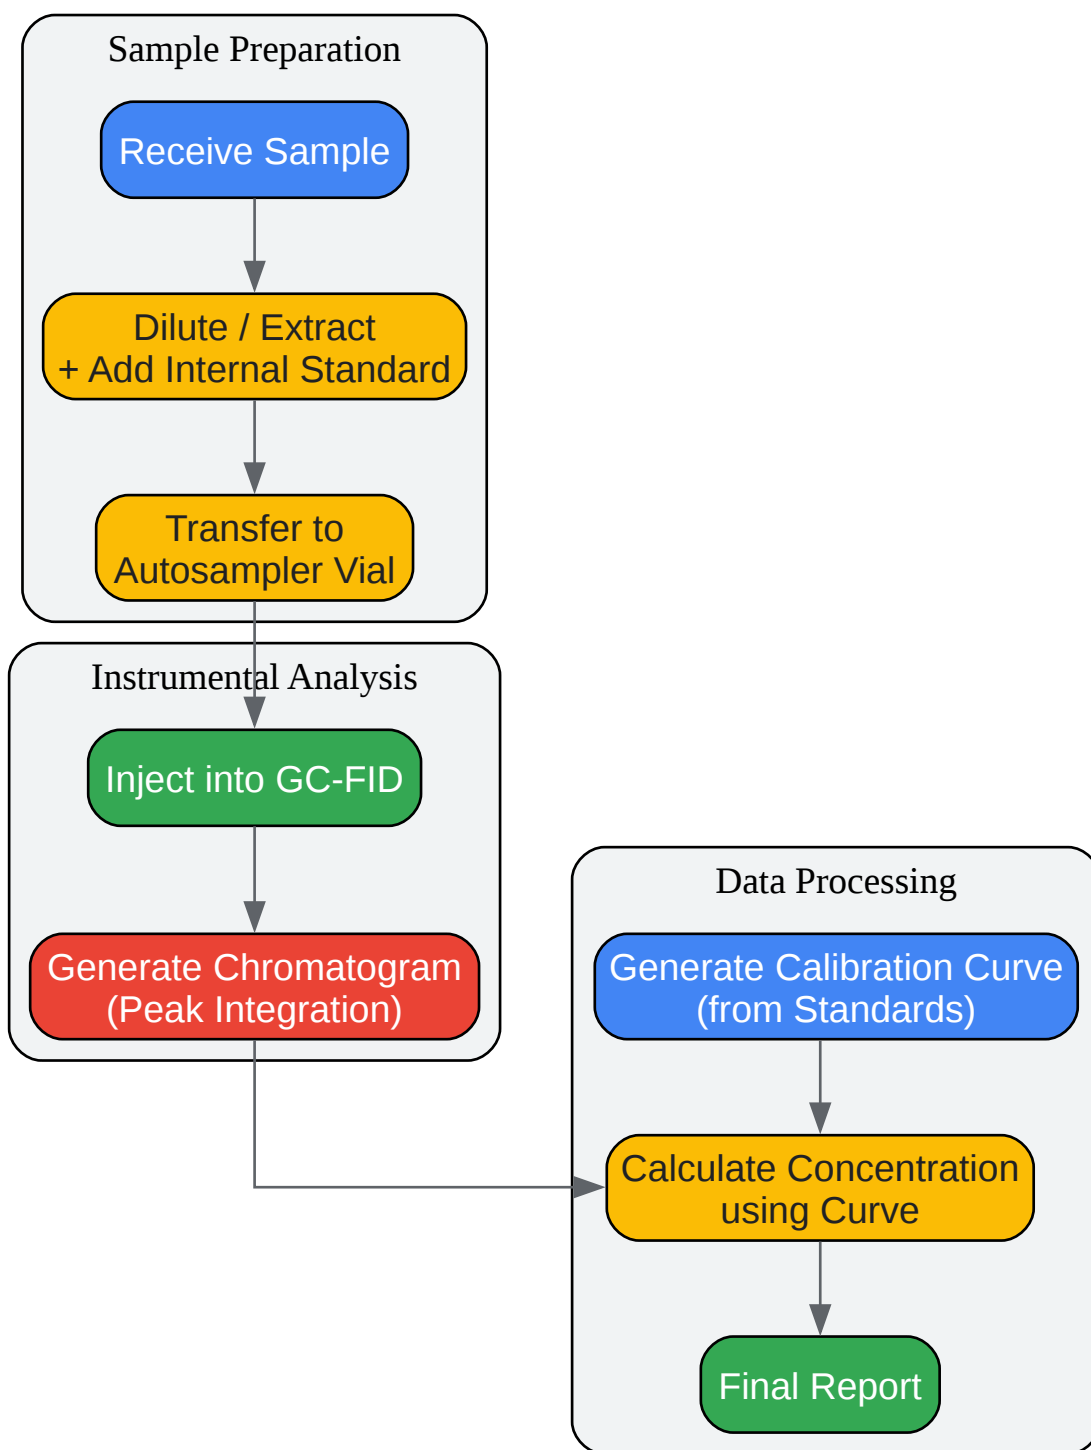 Sample Preparation
Receive Sample
Dilute / Extract
+ Add Internal Standard
Transfer to
Autosampler Vial
Instrumental Analysis
Inject into GC-FID
Generate Chromatogram
(Peak Integration)
Data Processing
Generate Calibration Curve
(from Standards)
Calculate Concentration
using Curve
Final Report